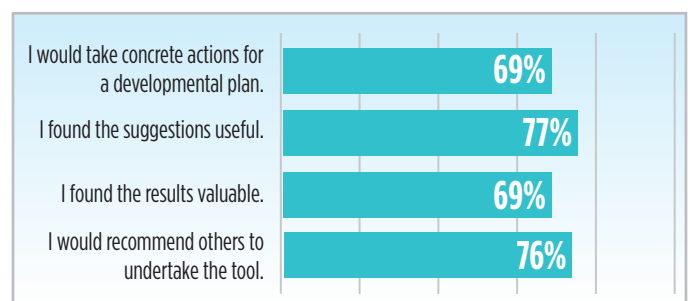 I would take concrete actions for
a developmental plan.
69%
I found the suggestions useful.
77%
I found the results valuable.
69%
I would recommend others to
undertake the tool.
76%